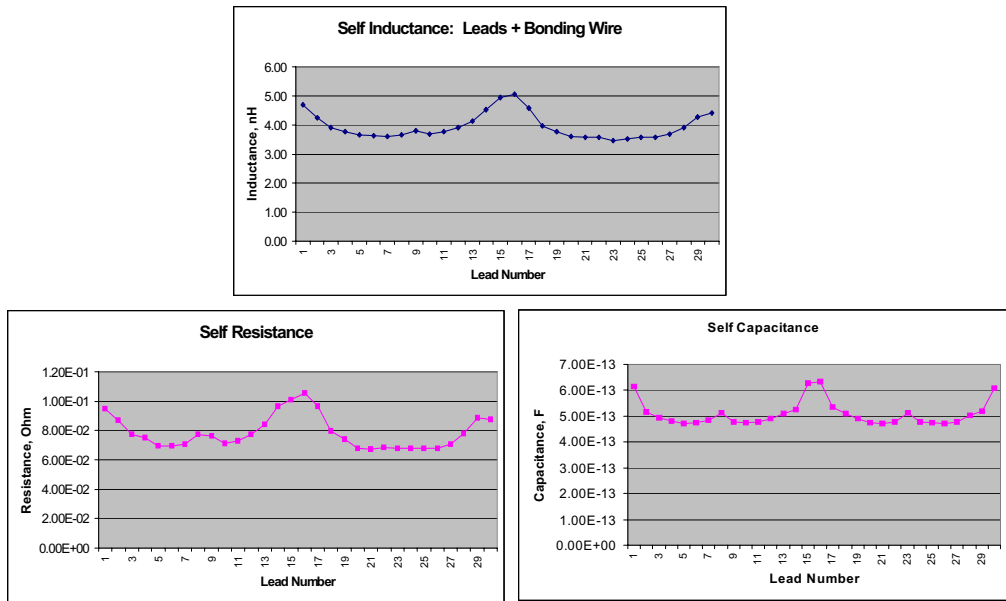 Self Inductance: Leads + Bonding Wire
6.00
5.00
4.00
3.00
2.00
1.00
0.00
Inductance, nH
1 3 5 7 9 11 13 15 17 19 21 23 25 27 29
Lead Number
Self Resistance
1.20E-01
1.00E-01
8.00E-02
6.00E-02
4.00E-02
2.00E-02
0.00E+00
Resistance, Ohm
1 3 5 7 9 11 13 15 17 19 21 23 25 27 29
Lead Number
Self Capacitance
7.00E-13
6.00E-13
5.00E-13
4.00E-13
3.00E-13
2.00E-13
1.00E-13
0.00E+00
Capacitance, F
1 3 5 7 9 11 13 15 17 19 21 23 25 27 29
Lead Number